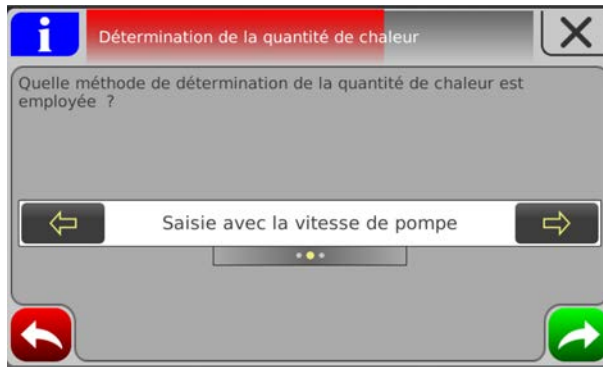 i
Détermination de la quantité de chaleur
Quelle méthode de détermination de la quantité de chaleur est
employée ?
Saisie avec la vitesse de pompe